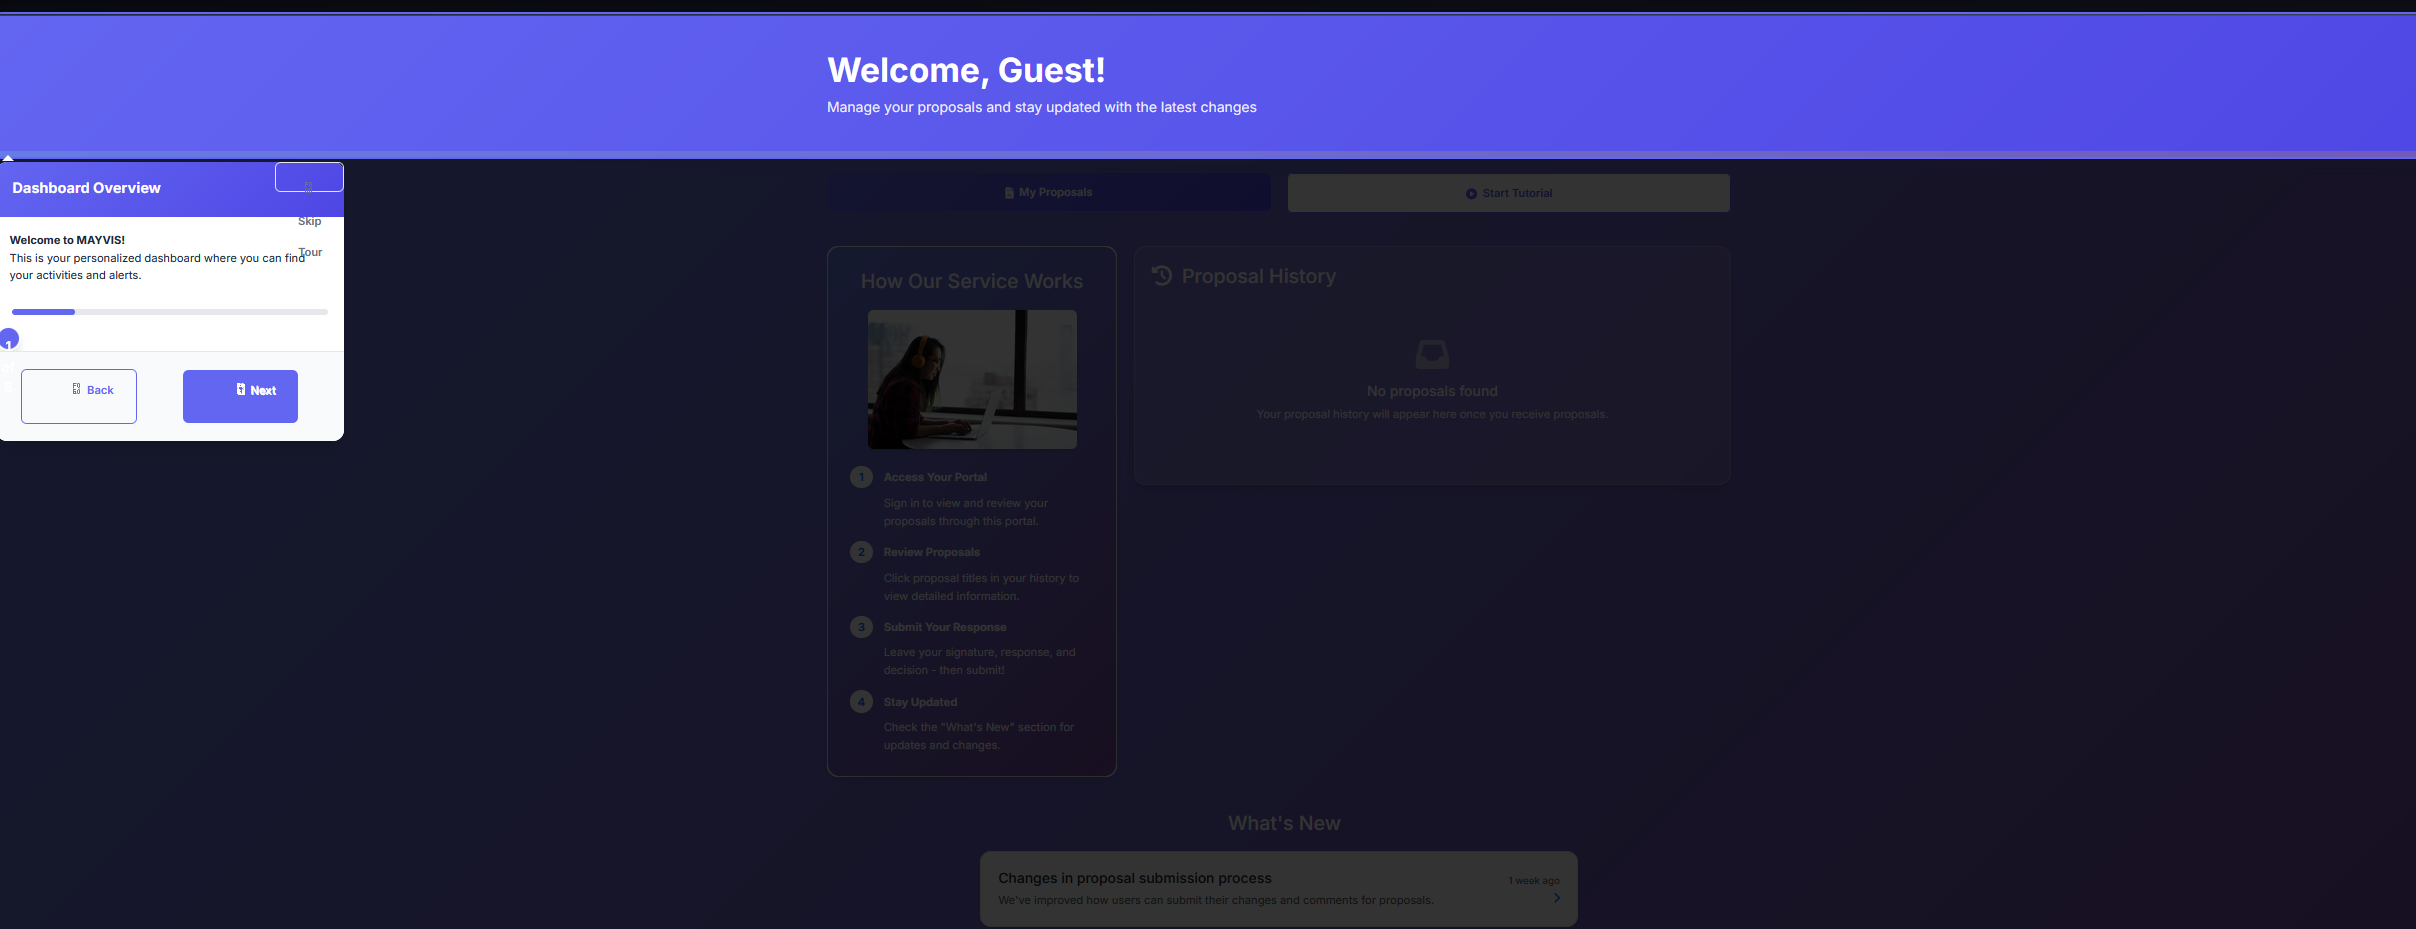 Welcome, Guest!
Manage your proposals and stay updated with the latest changes
Dashboard Overview
Skip
Tour
Welcome to MAYVIS!
This is your personalized dashboard where you can find
your activities and alerts.
1
Back
Next
My Proposals
Start Tutorial
How Our Service Works
1
Access Your Portal
Sign in to view and review your
proposals through this portal.
2
Review Proposals
Click proposal titles in your history to
view detailed information.
3
Submit Your Response
Leave your signature, response, and
decision - then submit!
4
Stay Updated
Check the "What's New" section for
updates and changes.
Proposal History
No proposals found
Your proposal history will appear here once you receive proposals.
What's New
Changes in proposal submission process
1 week ago
We've improved how users can submit their changes and comments for proposals.